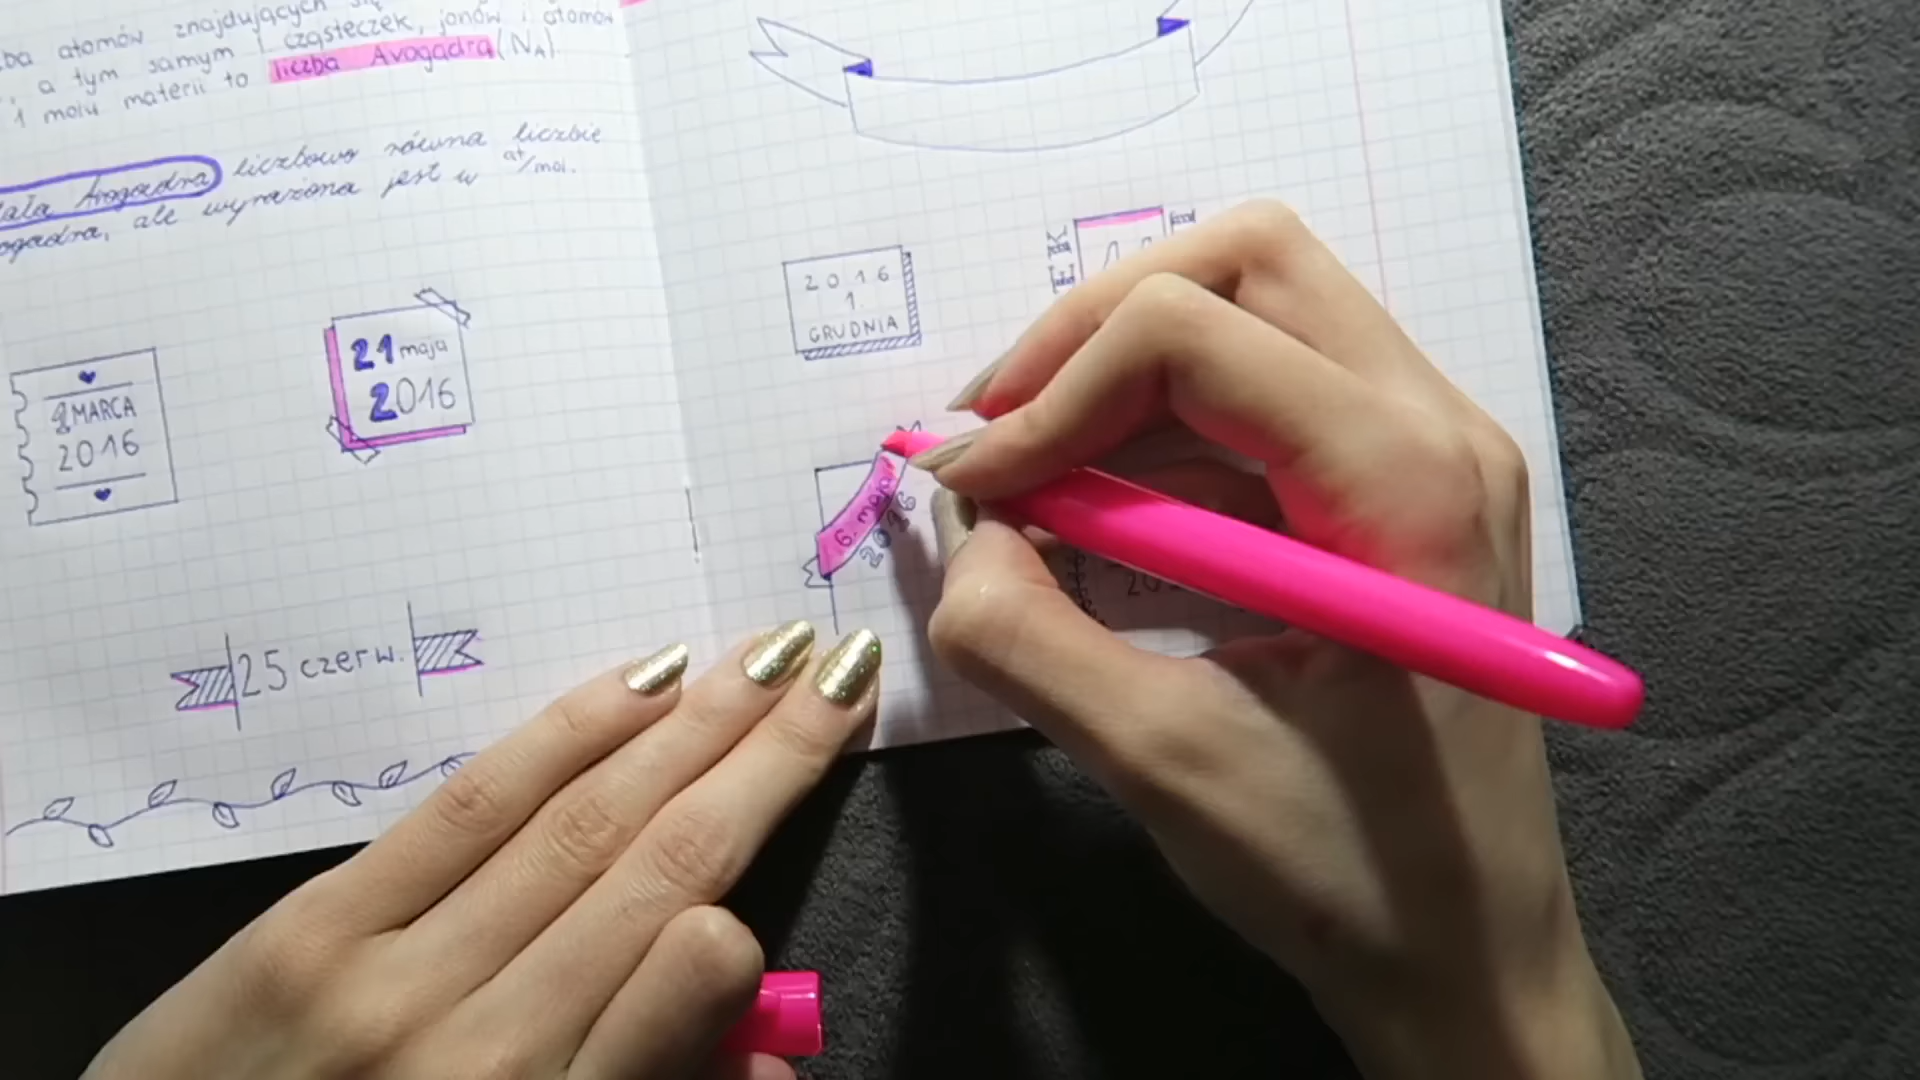 atomów znajdujących się
, a tym samym i cząsteczek, jonów i atomów
1 molu materii to liczba Avogadra (NA).
Avogadra liczbowo równa liczbie
ogadra, ale wyrażona jest w at/mol.
21 maja
2016
MARCA
2016
25 czerw.
2016
1.
GRUDNIA
6. maja
2016